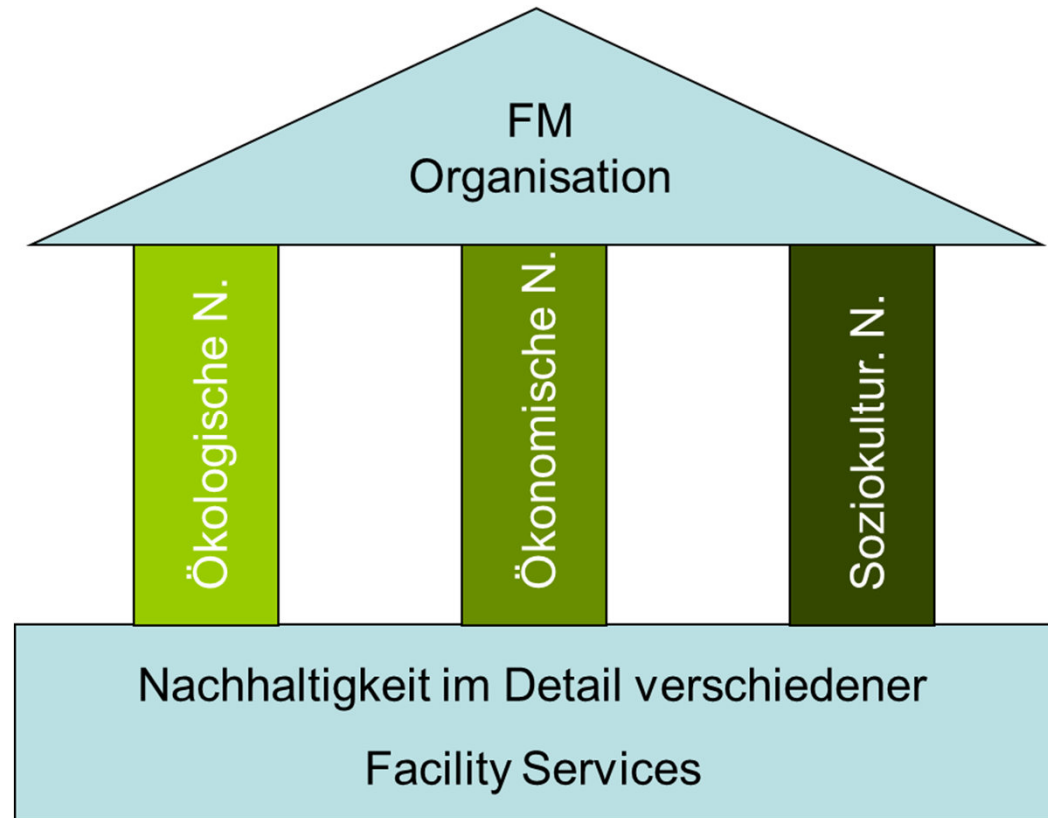 FM
Organisation
Ökologische N.
Ökonomische N.
Soziokultur. N.
Nachhaltigkeit im Detail verschiedener
Facility Services